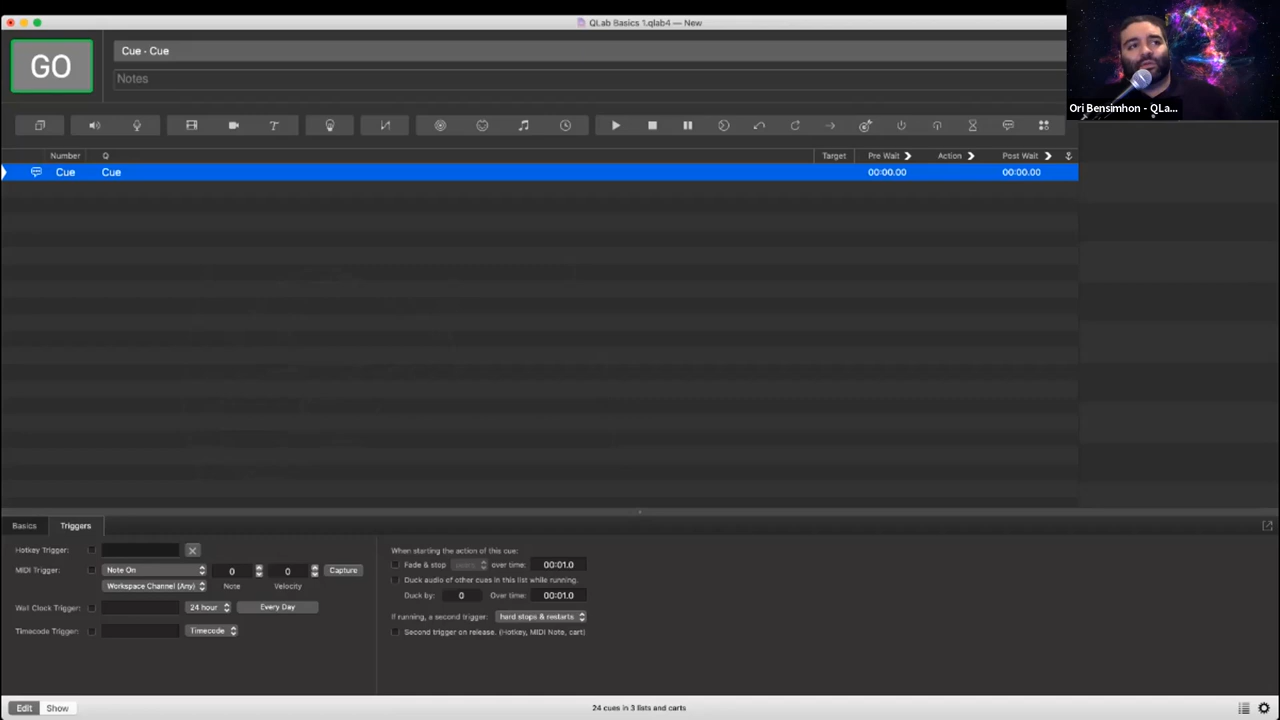 QLab Basics 1.qlab4 — New
GO
Cue - Cue
Notes
Ori Bensimhon - QLa...
Number Q Target Pre Wait Action Post Wait
Cue Cue 00:00.00 00:00.00
Basics Triggers
Hotkey Trigger:
MIDI Trigger: Note On 0 0 Capture
Workspace Channel (Any) Note Velocity
Wall Clock Trigger: 24 hour Every Day
Timecode Trigger: Timecode
When starting the action of this cue:
Fade & stop over time: 00:01.0
Duck audio of other cues in this list while running.
Duck by: 0 Over time: 00:01.0
If running, a second trigger: hard stops & restarts
Second trigger on release. (Hotkey, MIDI Note, cart)
Edit Show 24 cues in 3 lists and carts